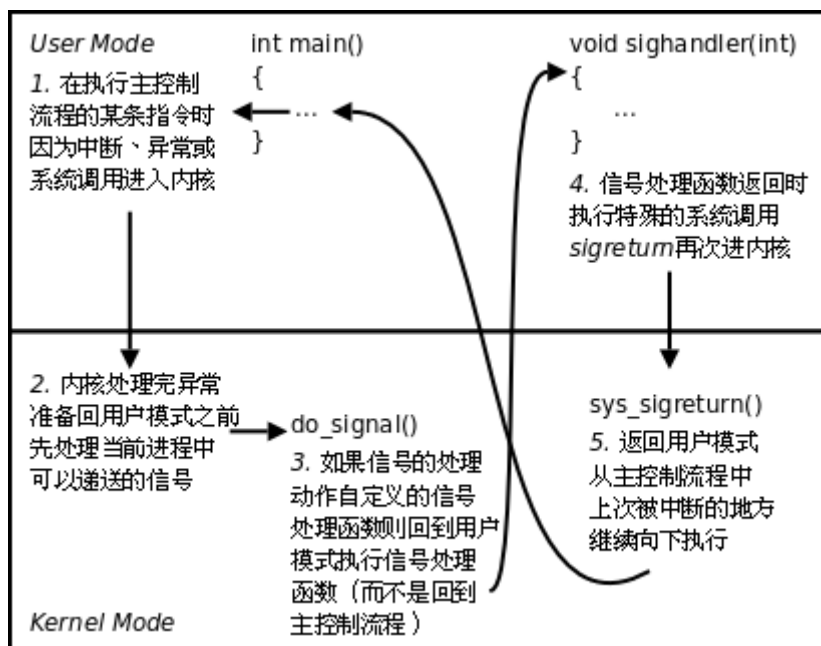 User Mode
int main()
{
...
}
void sighandler(int)
{
...
}
1. 在执行主控制
流程的某条指令时
因为中断、异常或
系统调用进入内核
4. 信号处理函数返回时
执行特殊的系统调用
sigreturn再次进内核
2. 内核处理完异常
准备回用户模式之前
先处理当前进程中
可以递送的信号
do_signal()
3. 如果信号的处理
动作自定义的信号
处理函数则回到用户
模式执行信号处理
函数（而不是回到
主控制流程）
sys_sigreturn()
5. 返回用户模式
从主控制流程中
上次被中断的地方
继续向下执行
Kernel Mode